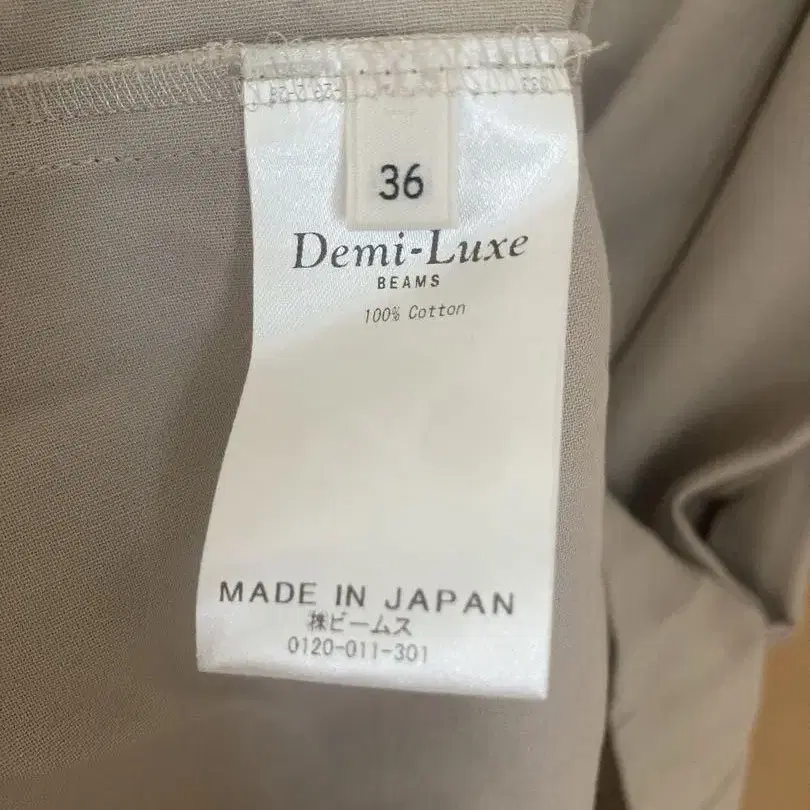 36
Demi-Luxe
BEAMS
100% Cotton
MADE IN JAPAN
㈱ビームス
0120-011-301